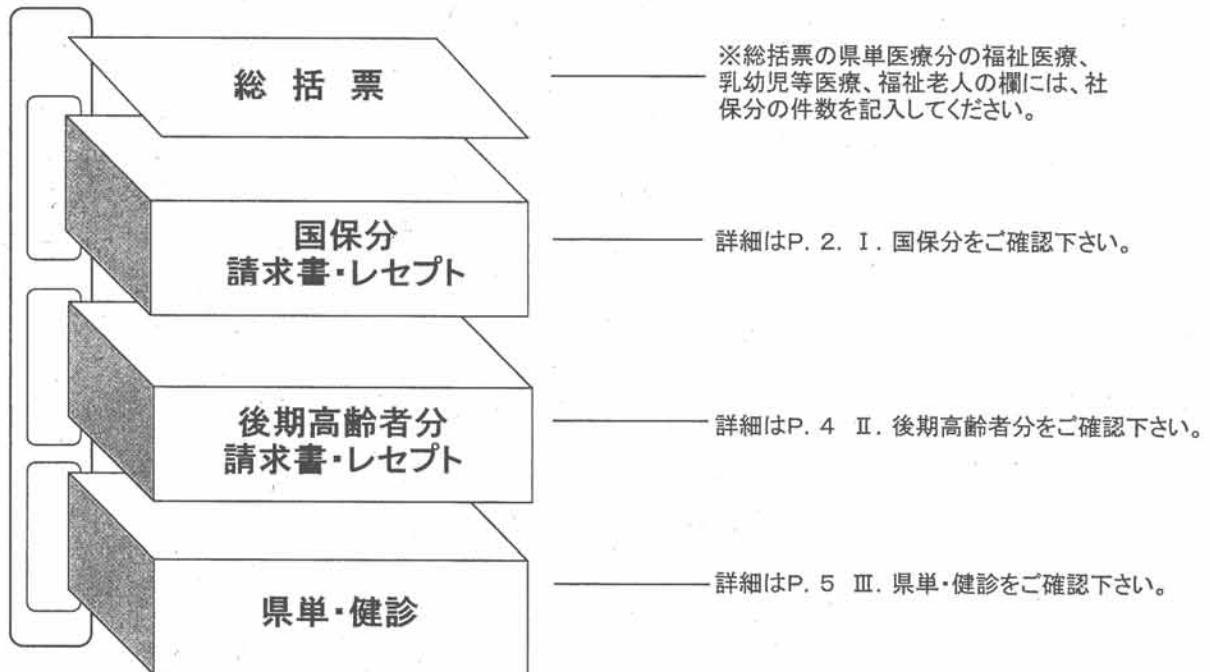 総括票
※総括票の県単医療分の福祉医療、
乳幼児等医療、福祉老人の欄には、社
保分の件数を記入してください。
国保分
請求書・レセプト
詳細はP.2.Ⅰ.国保分をご確認下さい。
後期高齢者分
請求書・レセプト
詳細はP.4 Ⅱ.後期高齢者分をご確認下さい。
県単・健診
詳細はP.5 Ⅲ.県単・健診をご確認下さい。